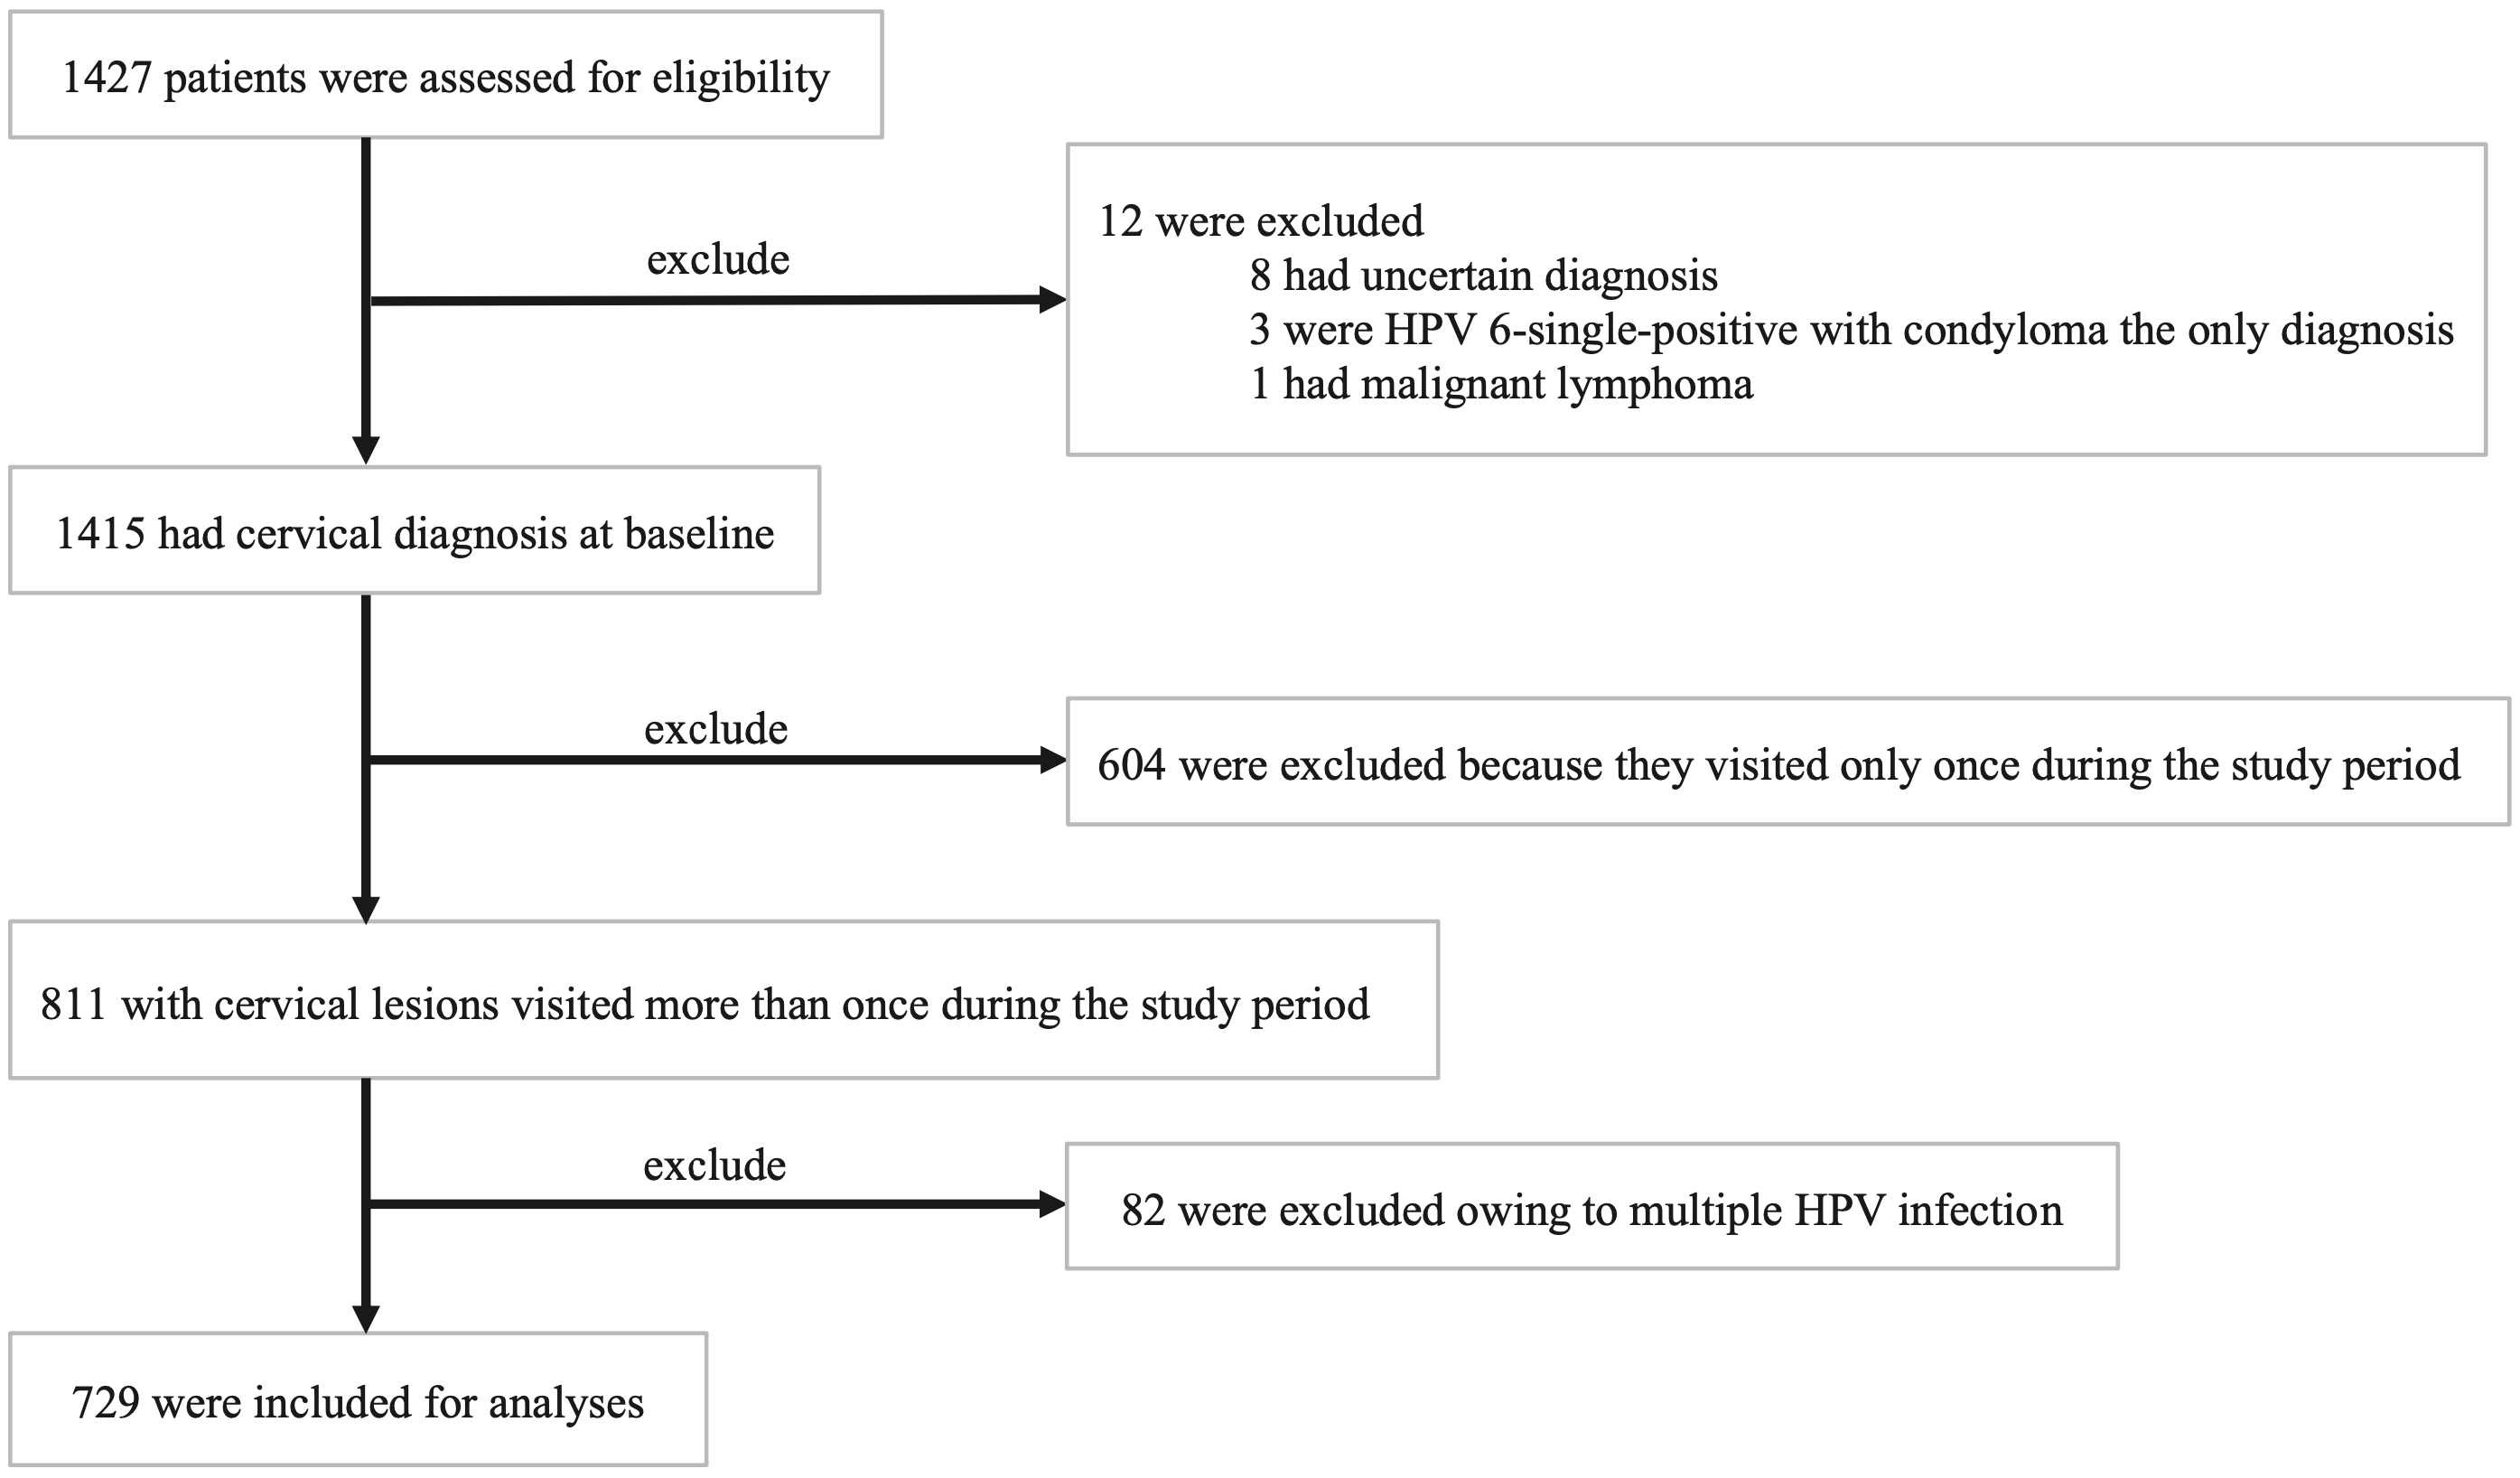 1427 patients were assessed for eligibility
exclude
12 were excluded
8 had uncertain diagnosis
3 were HPV 6-single-positive with condyloma the only diagnosis
1 had malignant lymphoma
1415 had cervical diagnosis at baseline
exclude
604 were excluded because they visited only once during the study period
811 with cervical lesions visited more than once during the study period
exclude
82 were excluded owing to multiple HPV infection
729 were included for analyses